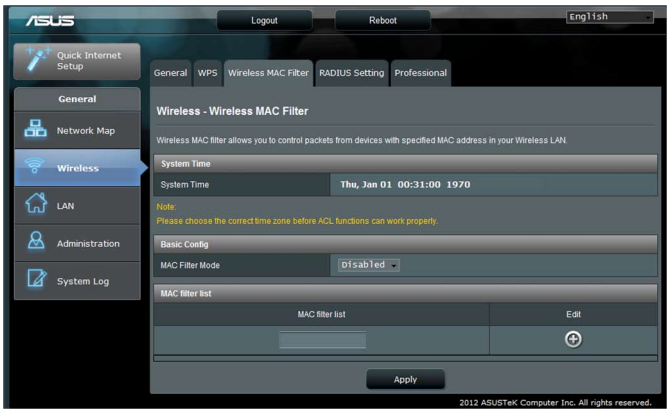 ASUS
Logout
Reboot
English
Quick Internet Setup
General
Network Map
Wireless
LAN
Administration
System Log
General
WPS
Wireless MAC Filter
RADIUS Setting
Professional
Wireless - Wireless MAC Filter
Wireless MAC filter allows you to control packets from devices with specified MAC address in your Wireless LAN.
System Time
System Time
Thu, Jan 01 00:31:00 1970
Note:
Please choose the correct time zone before ACL functions can work properly.
Basic Config
MAC Filter Mode
Disabled
MAC filter list
MAC filter list
Edit
Apply
2012 ASUSTeK Computer Inc. All rights reserved.